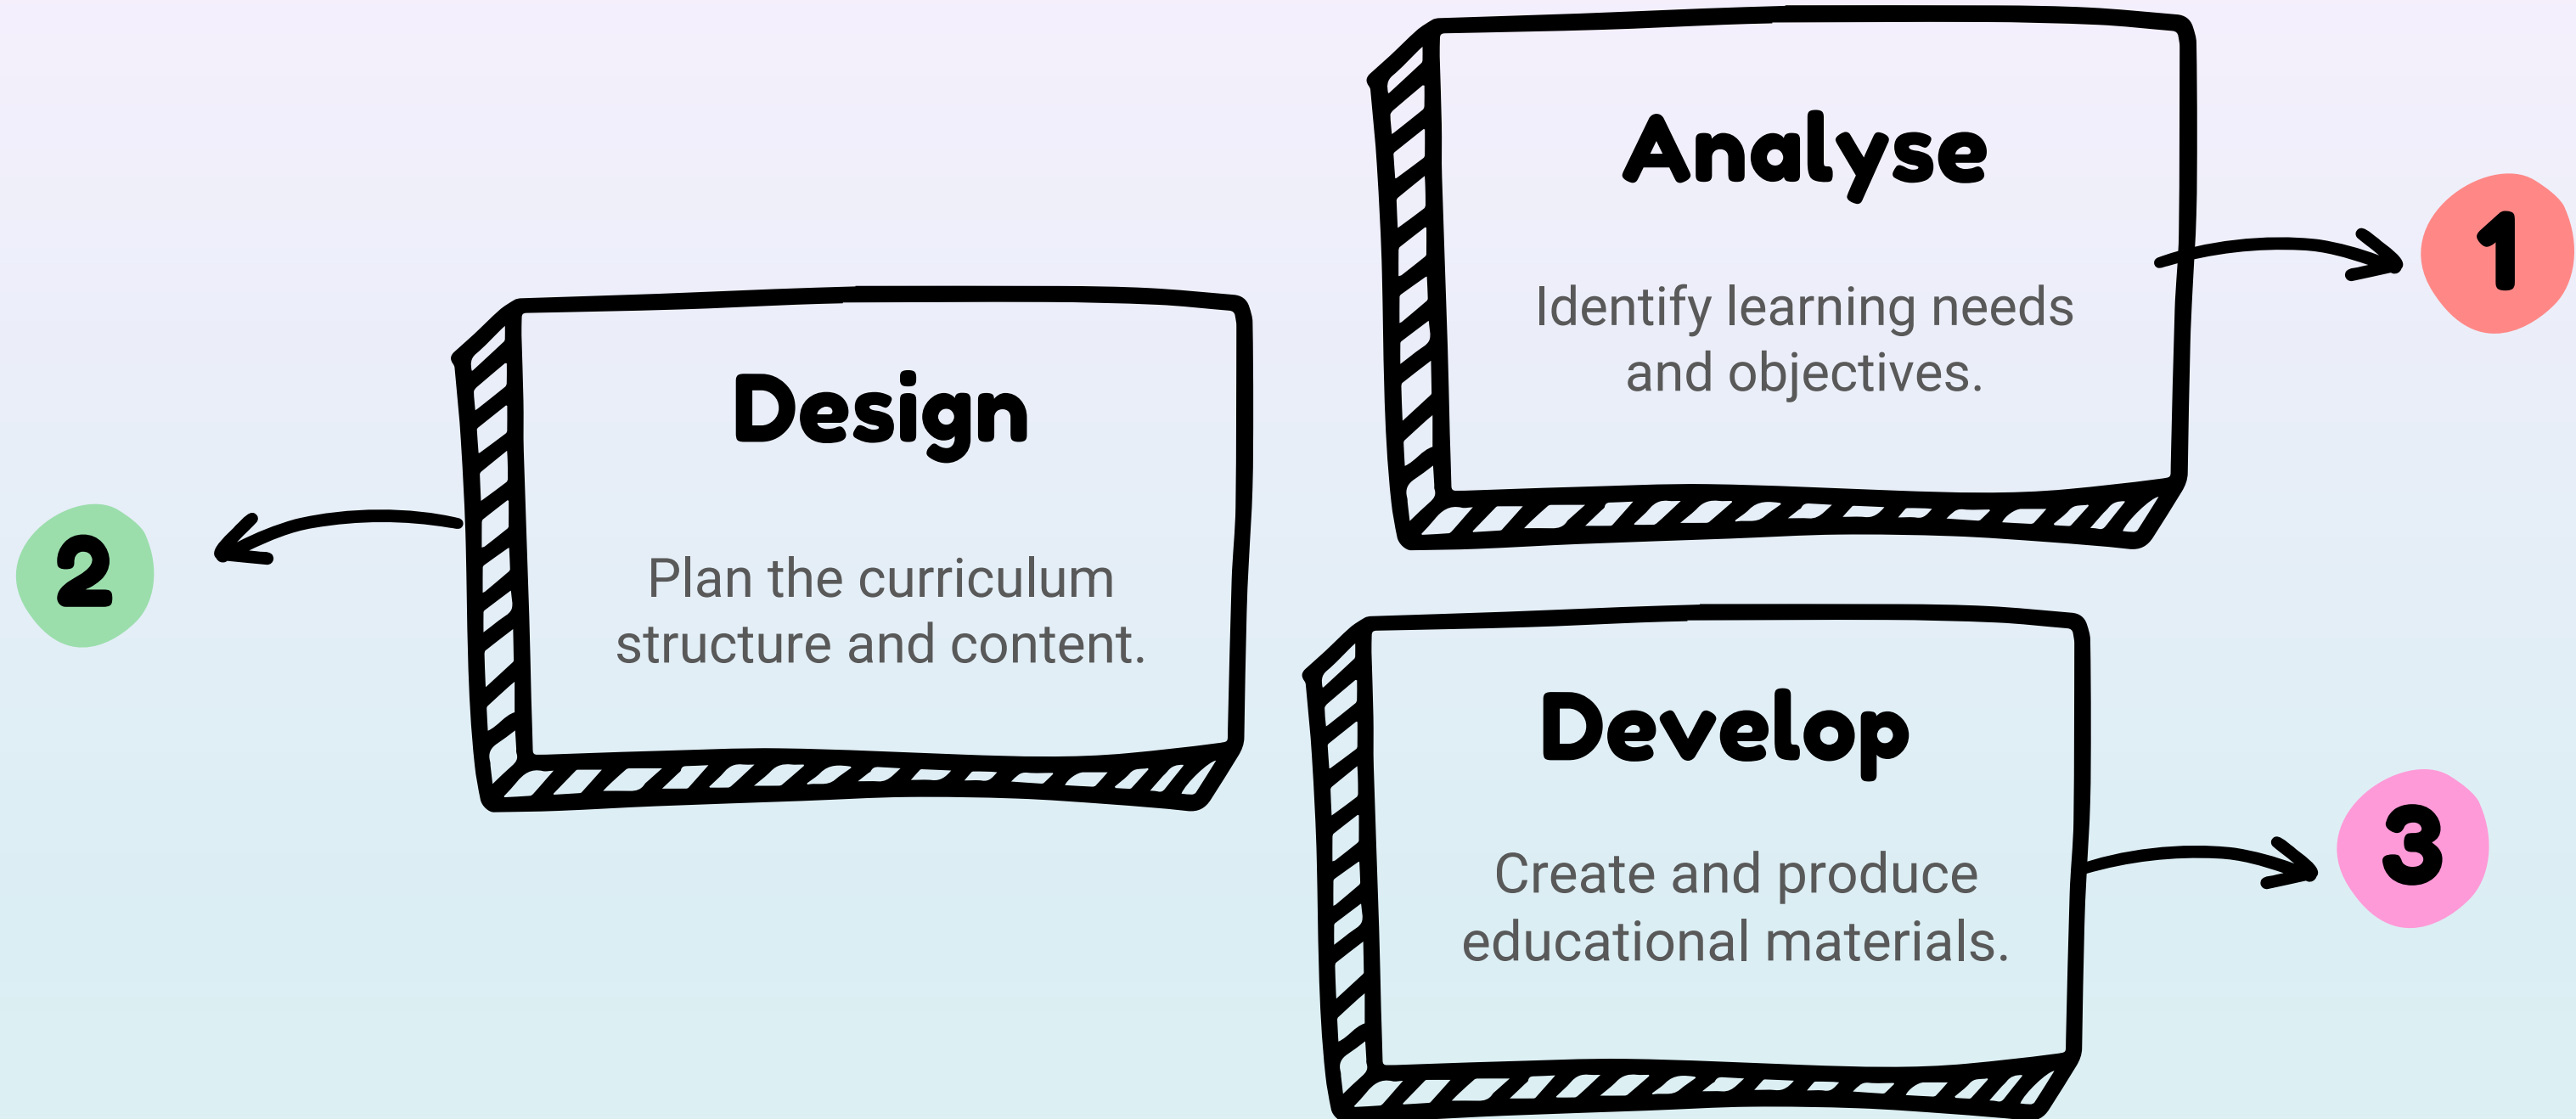 Analyse
1
Identify learning needs
and objectives.
Design
2
Plan the curriculum
structure and content.
Develop
3
Create and produce
educational materials.